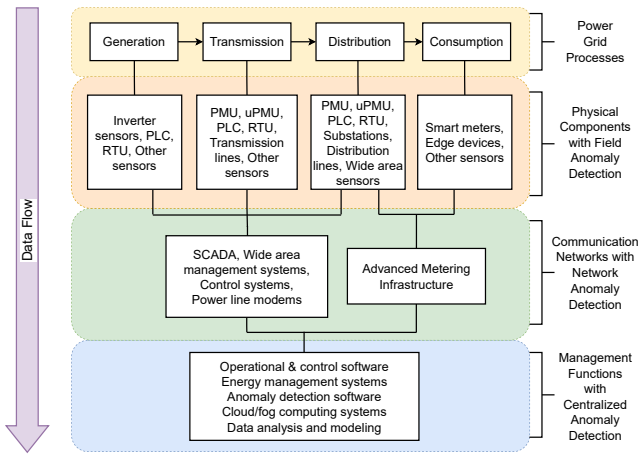 Data Flow
Generation
Transmission
Distribution
Consumption
Power
Grid
Processes
Inverter
sensors, PLC,
RTU, Other
sensors
PMU, uPMU,
PLC, RTU,
Transmission
lines, Other
sensors
PMU, uPMU,
PLC, RTU,
Substations,
Distribution
lines, Wide area
sensors
Smart meters,
Edge devices,
Other sensors
Physical
Components
with Field
Anomaly
Detection
SCADA, Wide area
management systems,
Control systems,
Power line modems
Advanced Metering
Infrastructure
Communication
Networks with
Network
Anomaly
Detection
Operational & control software
Energy management systems
Anomaly detection software
Cloud/fog computing systems
Data analysis and modeling
Management
Functions
with
Centralized
Anomaly
Detection